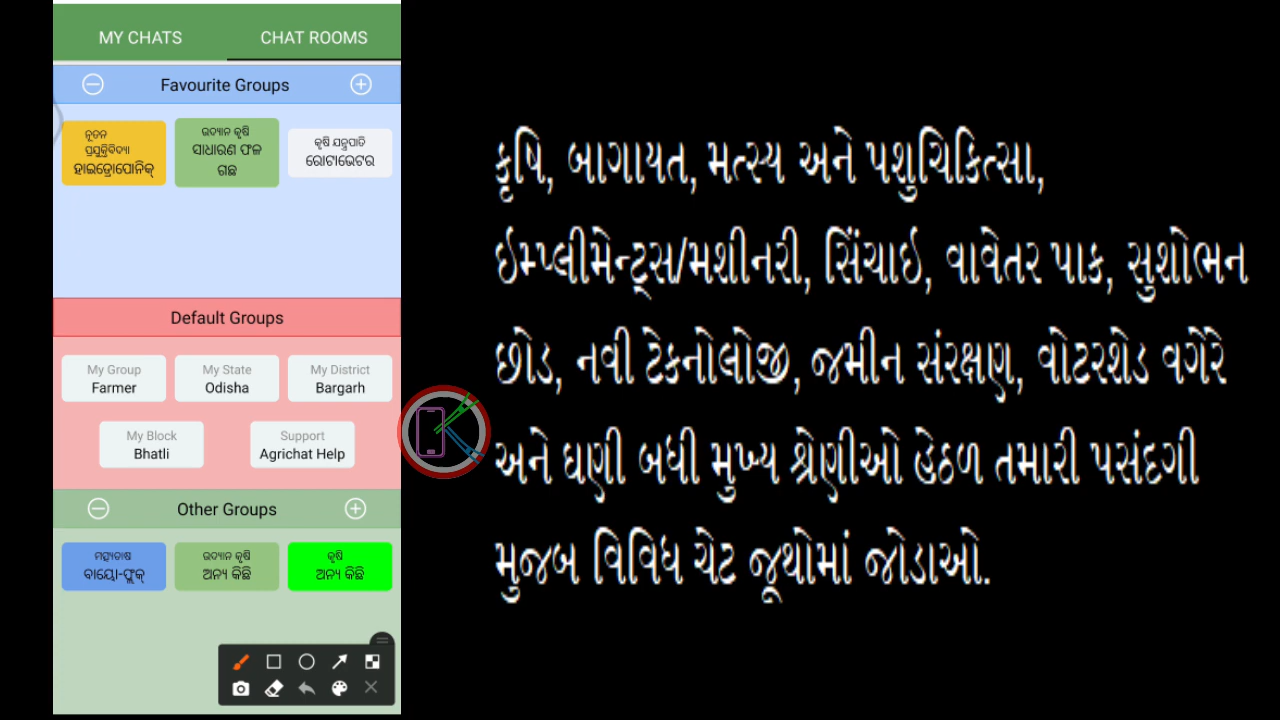 MY CHATS
CHAT ROOMS
Favourite Groups
ନୂତନ
ପ୍ରଯୁକ୍ତିବିଦ୍ୟା
ହାଇଡ୍ରୋପୋନିକ୍
ଉଦ୍ୟାନ କୃଷି
ସାଧାରଣ ଫଳ
ଗଛ
କୃଷି ଯନ୍ତ୍ରପାତି
ରୋଟାଭେଟର
Default Groups
My Group
Farmer
My State
Odisha
My District
Bargarh
My Block
Bhatli
Support
Agrichat Help
Other Groups
ମତ୍ସ୍ୟଚାଷ
ବାୟୋ-ଫ୍ଲକ୍
ଉଦ୍ୟାନ କୃଷି
ଅନ୍ୟ କିଛି
କୃଷି
ଅନ୍ୟ କିଛି
કૃષિ, બાગાયત, મત્સ્ય અને પશુચિકિત્સા,
ઈમ્પ્લીમેન્ટ્સ/મશીનરી, સિંચાઈ, વાવેતર પાક, સુશોભન
છોડ, નવી ટેકનોલોજી, જમીન સંરક્ષણ, વોટરશેડ વગેરે
અને ઘણી બધી મુખ્ય શ્રેણીઓ હેઠળ તમારી પસંદગી
મુજબ વિવિધ ચેટ જૂથોમાં જોડાઓ.